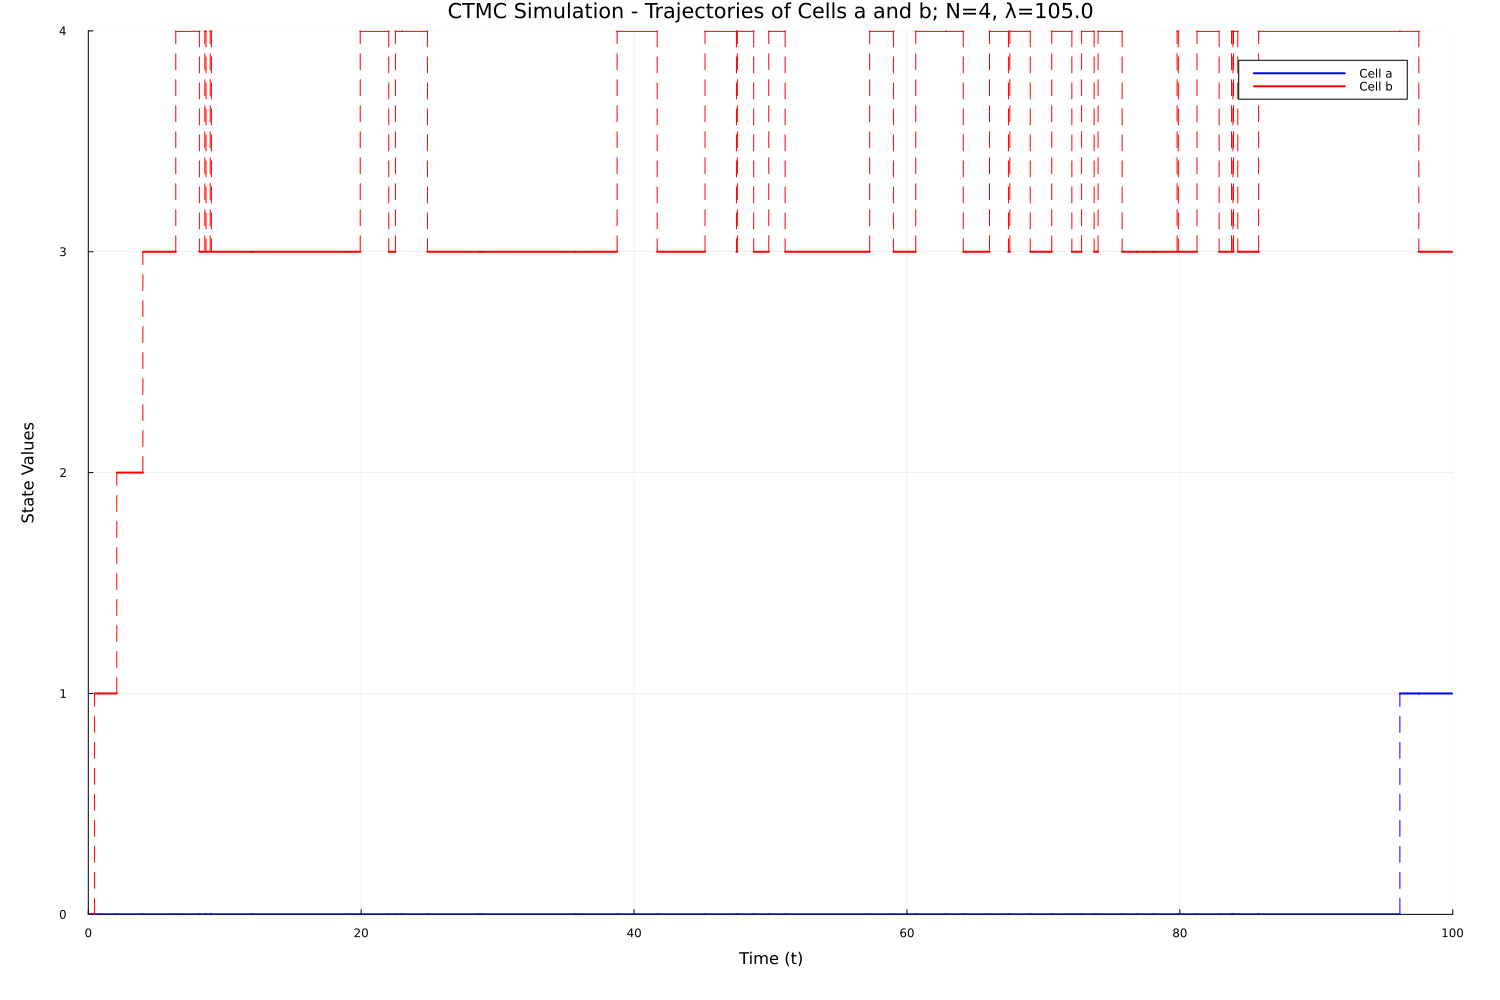 CTMC Simulation - Trajectories of Cells a and b; N=4, λ=105.0
4
Cell a
Cell b
3
State Values
2
1
0
0 20 40 60 80 100
Time (t)